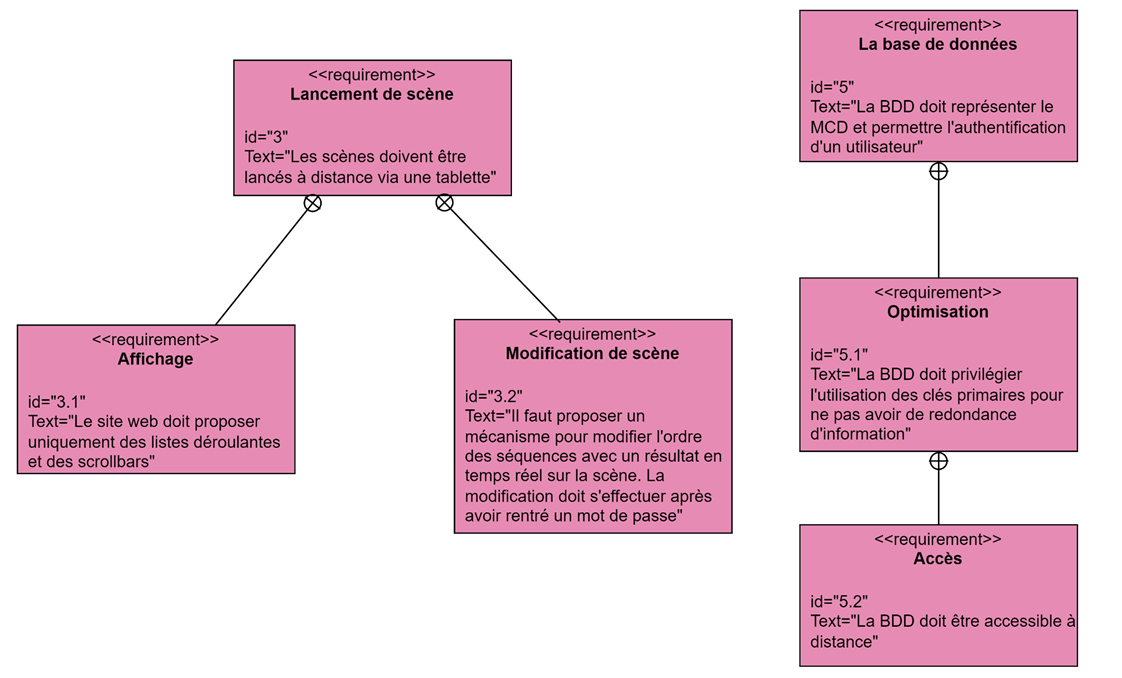 <<requirement>>
Lancement de scène
id="3"
Text="Les scènes doivent être
lancés à distance via une tablette"
<<requirement>>
Affichage
id="3.1"
Text="Le site web doit proposer
uniquement des listes déroulantes
et des scrollbars"
<<requirement>>
Modification de scène
id="3.2"
Text="Il faut proposer un
mécanisme pour modifier l'ordre
des séquences avec un résultat en
temps réel sur la scène. La
modification doit s'effectuer après
avoir rentré un mot de passe"
<<requirement>>
La base de données
id="5"
Text="La BDD doit représenter le
MCD et permettre l'authentification
d'un utilisateur"
<<requirement>>
Optimisation
id="5.1"
Text="La BDD doit privilégier
l'utilisation des clés primaires pour
ne pas avoir de redondance
d'information"
<<requirement>>
Accès
id="5.2"
Text="La BDD doit être accessible à
distance"